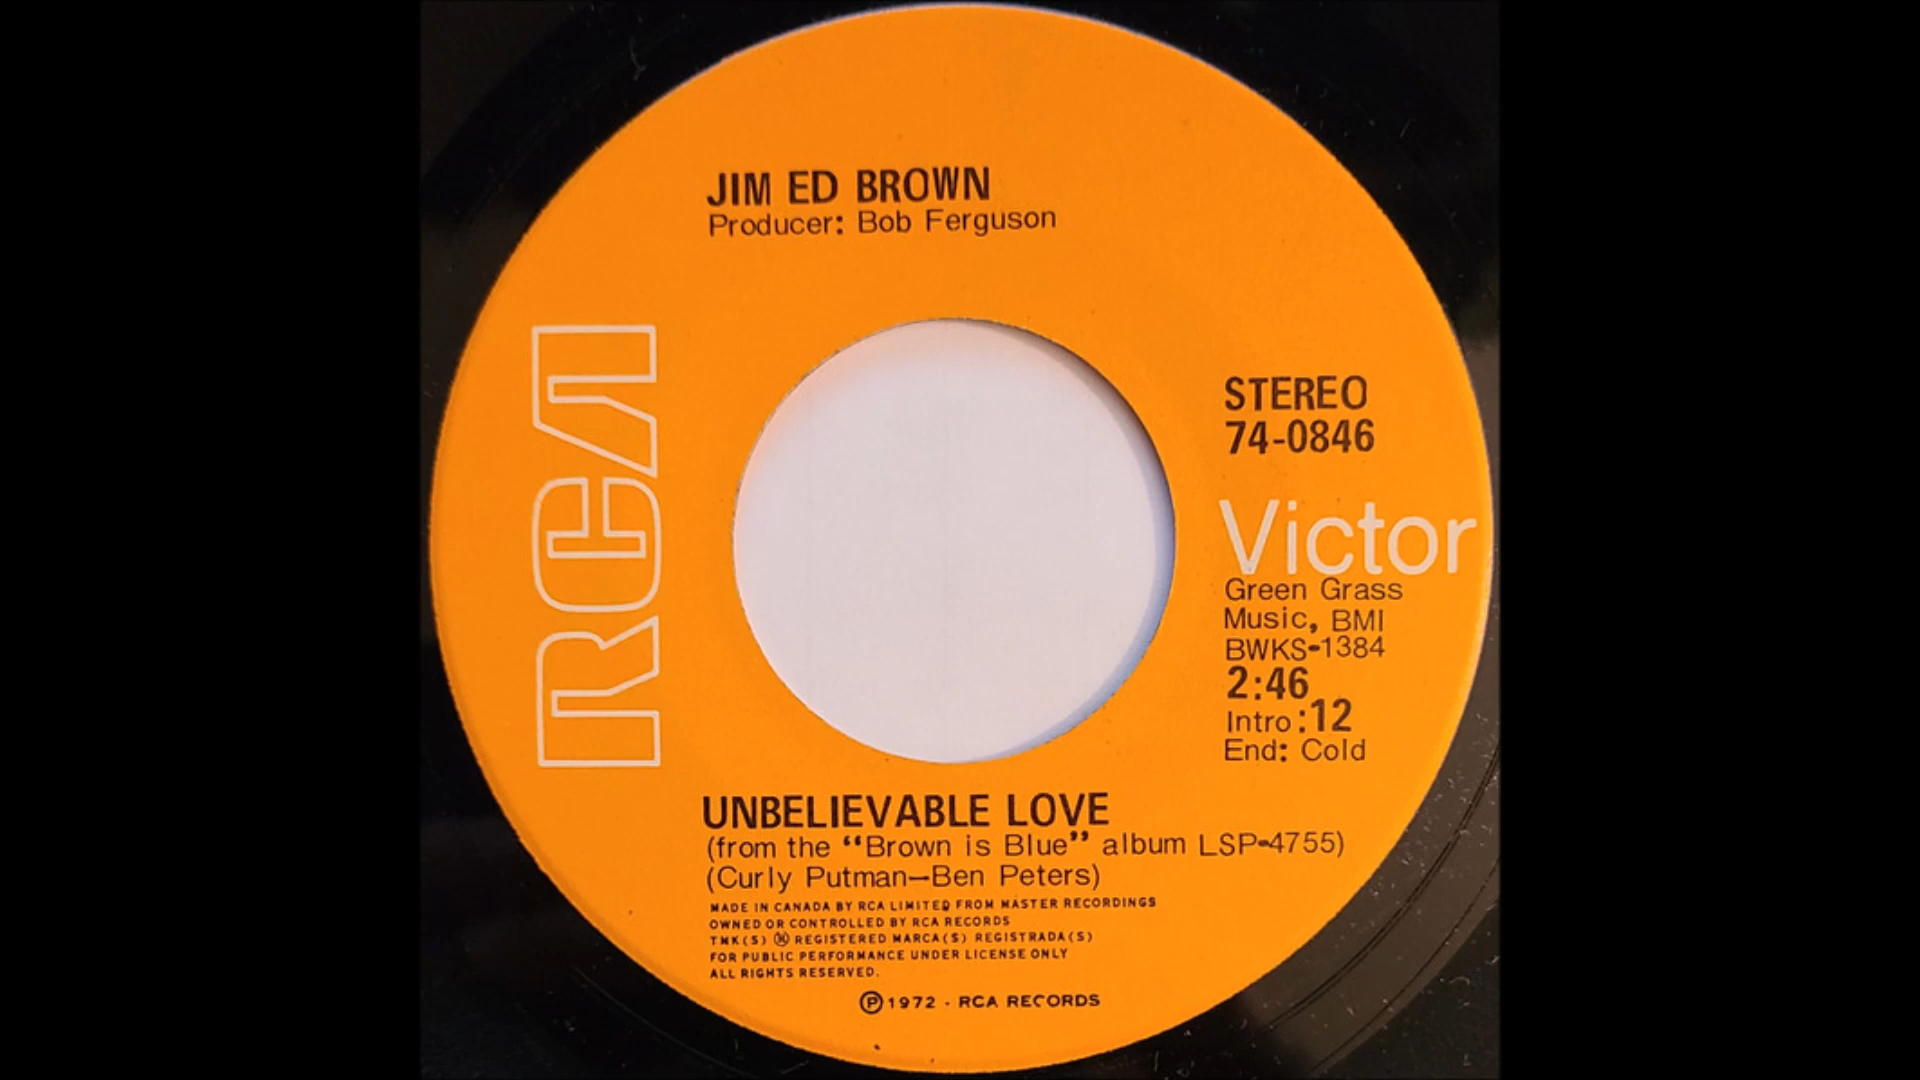 JIM ED BROWN
Producer: Bob Ferguson
RCA
STEREO
74-0846
Victor
Green Grass
Music, BMI
BWKS-1384
2:46
Intro :12
End: Cold
UNBELIEVABLE LOVE
(from the “Brown is Blue” album LSP-4755)
(Curly Putman—Ben Peters)
MADE IN CANADA BY RCA LIMITED FROM MASTER RECORDINGS
OWNED OR CONTROLLED BY RCA RECORDS
TMK(S) ® REGISTERED MARCA(S) REGISTRADA(S)
FOR PUBLIC PERFORMANCE UNDER LICENSE ONLY
ALL RIGHTS RESERVED.
℗ 1972 - RCA RECORDS